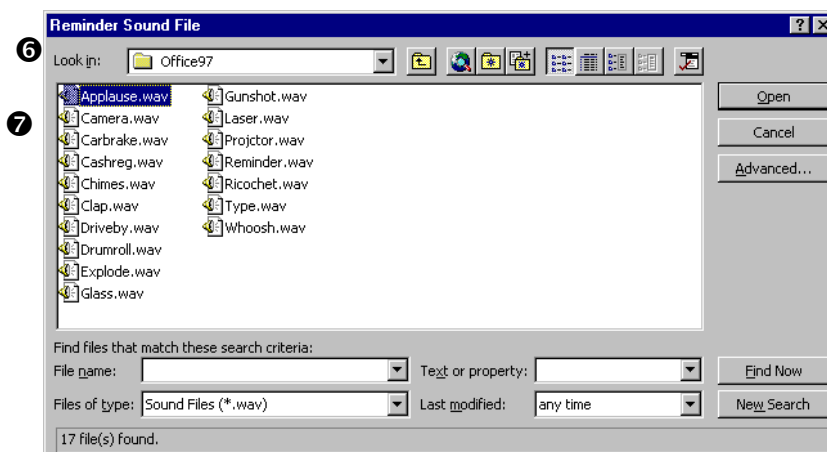 Reminder Sound File
❻ Look in: Office97
❼
Applause.wav Gunshot.wav Open
Camera.wav Laser.wav
Carbrake.wav Projctor.wav Cancel
Cashreg.wav Reminder.wav Advanced...
Chimes.wav Ricochet.wav
Clap.wav Type.wav
Driveby.wav Whoosh.wav
Drumroll.wav
Explode.wav
Glass.wav
Find files that match these search criteria:
File name: Text or property: Find Now
Files of type: Sound Files (*.wav) Last modified: any time New Search
17 file(s) found.